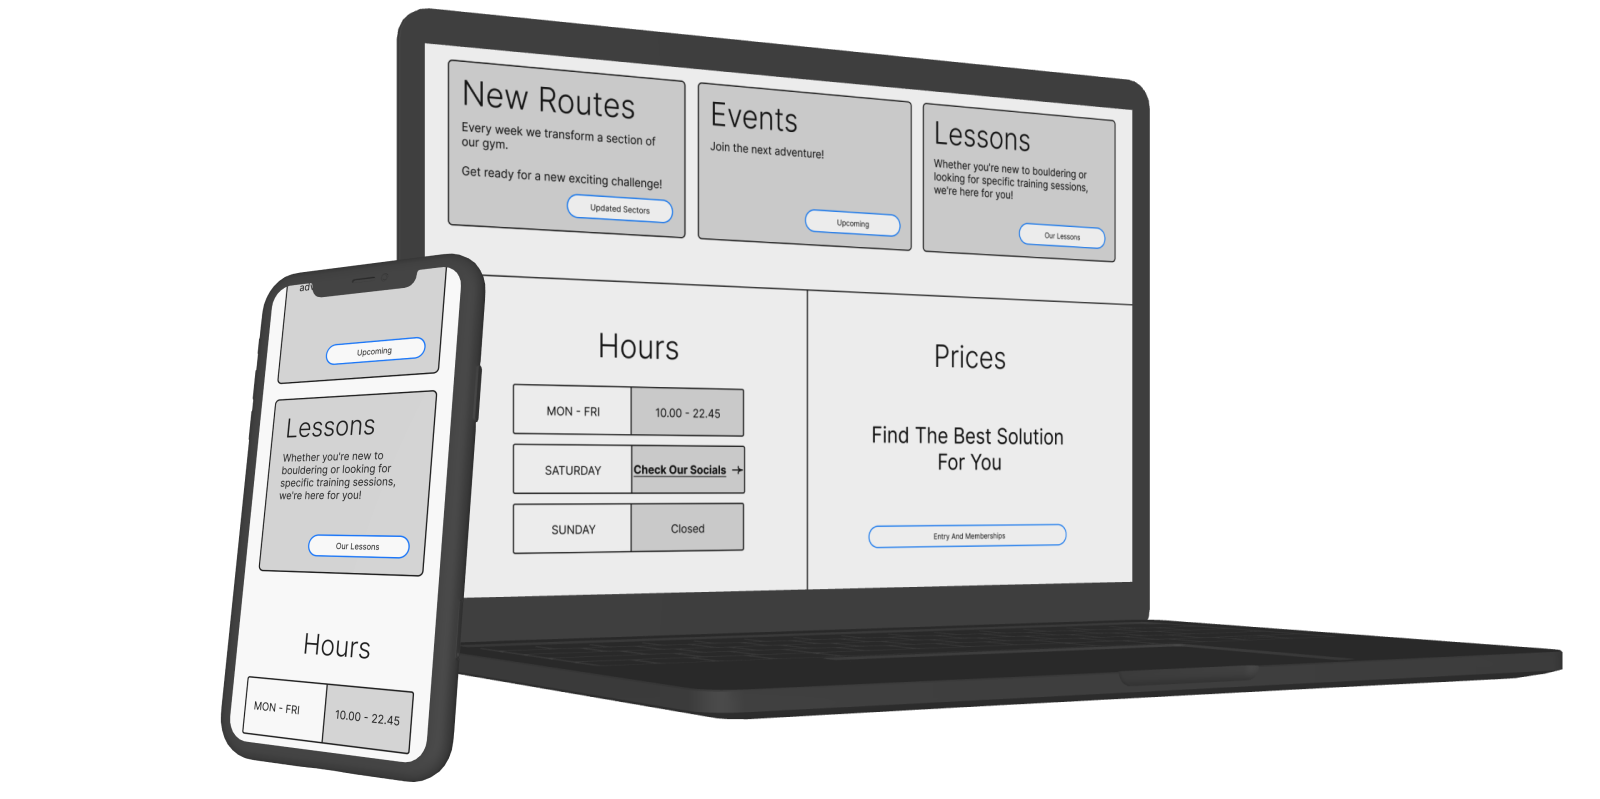 New Routes
Every week we transform a section of
our gym.
Get ready for a new exciting challenge!
Updated Sectors
Events
Join the next adventure!
Upcoming
Lessons
Whether you're new to bouldering or
looking for specific training sessions,
we're here for you!
Our Lessons
Hours
MON - FRI
10.00 - 22.45
SATURDAY
Check Our Socials →
SUNDAY
Closed
Prices
Find The Best Solution
For You
Entry And Memberships
Upcoming
Lessons
Whether you're new to
bouldering or looking for
specific training sessions,
we're here for you!
Our Lessons
Hours
MON - FRI
10.00 - 22.45